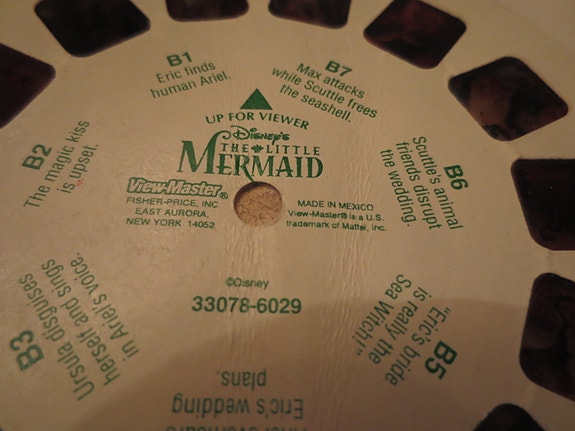 B1
Eric finds
human Ariel.
B7
Max attacks
while Scuttle frees
the seashell.
UP FOR VIEWER
Disney's
THE LITTLE
MERMAID
View-Master®
FISHER-PRICE, INC.
EAST AURORA,
NEW YORK 14052
MADE IN MEXICO
View-Master® is a U.S.
trademark of Mattel, Inc.
©Disney
33078-6029
B2
The magic kiss
is upset.
B6
Scuttle's animal
friends disrupt
the wedding.
B3
Ursula disguises
herself and sings
in Ariel's voice.
B5
"Eric's bride
is really the
Sea Witch!"
Eric's wedding
plans.